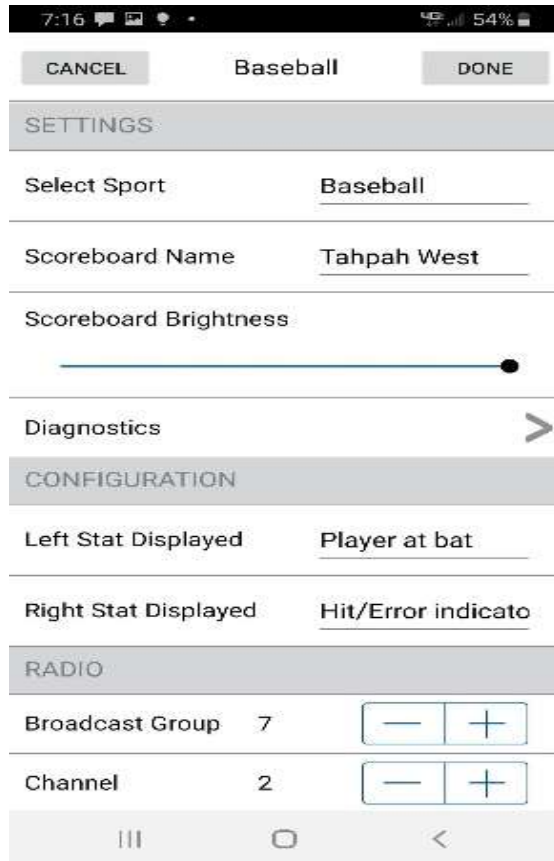 7:16 54%
CANCEL Baseball DONE
SETTINGS
Select Sport Baseball
Scoreboard Name Tahpah West
Scoreboard Brightness
Diagnostics
CONFIGURATION
Left Stat Displayed Player at bat
Right Stat Displayed Hit/Error indicato
RADIO
Broadcast Group 7
Channel 2